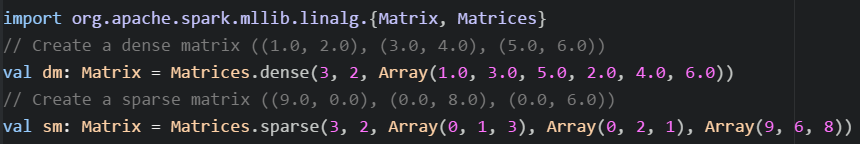 import org.apache.spark.mllib.linalg.{Matrix, Matrices}
// Create a dense matrix ((1.0, 2.0), (3.0, 4.0), (5.0, 6.0))
val dm: Matrix = Matrices.dense(3, 2, Array(1.0, 3.0, 5.0, 2.0, 4.0, 6.0))
// Create a sparse matrix ((9.0, 0.0), (0.0, 8.0), (0.0, 6.0))
val sm: Matrix = Matrices.sparse(3, 2, Array(0, 1, 3), Array(0, 2, 1), Array(9, 6, 8))